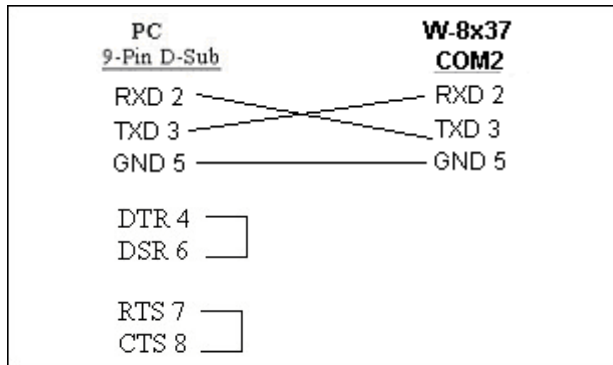 PC
9-Pin D-Sub
W-8x37
COM2
RXD 2
RXD 2
TXD 3
TXD 3
GND 5
GND 5
DTR 4
DSR 6
RTS 7
CTS 8